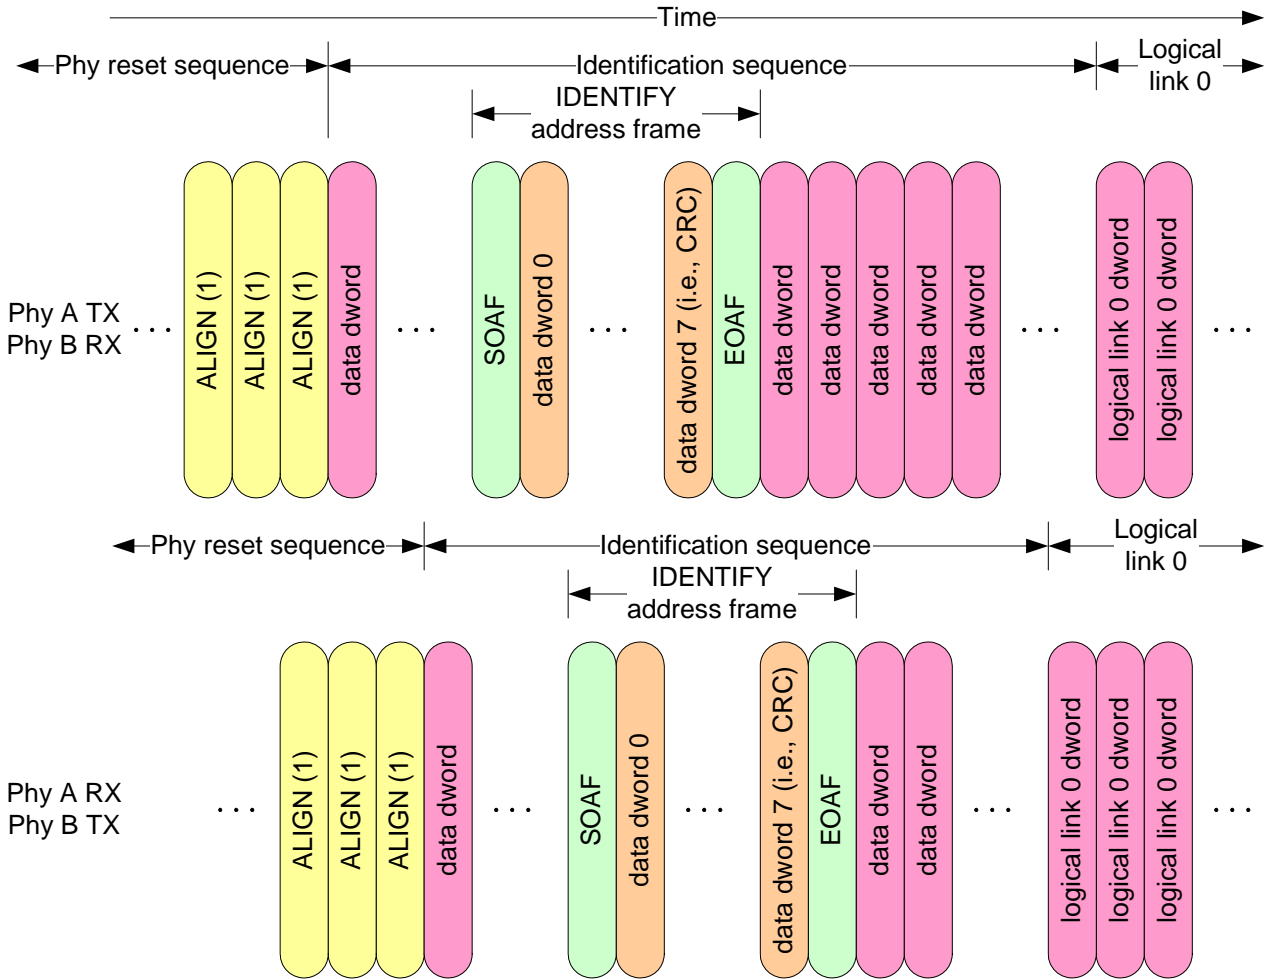 Time
Phy reset sequence
Identification sequence
Logical
link 0
IDENTIFY
address frame
Phy A TX
Phy B RX
. . .
ALIGN (1)
ALIGN (1)
ALIGN (1)
data dword
. . .
SOAF
data dword 0
. . .
data dword 7 (i.e., CRC)
EOAF
data dword
data dword
data dword
data dword
data dword
. . .
logical link 0 dword
logical link 0 dword
. . .
Phy reset sequence
Identification sequence
Logical
link 0
IDENTIFY
address frame
Phy A RX
Phy B TX
. . .
ALIGN (1)
ALIGN (1)
ALIGN (1)
data dword
. . .
SOAF
data dword 0
. . .
data dword 7 (i.e., CRC)
EOAF
data dword
data dword
. . .
logical link 0 dword
logical link 0 dword
logical link 0 dword
. . .